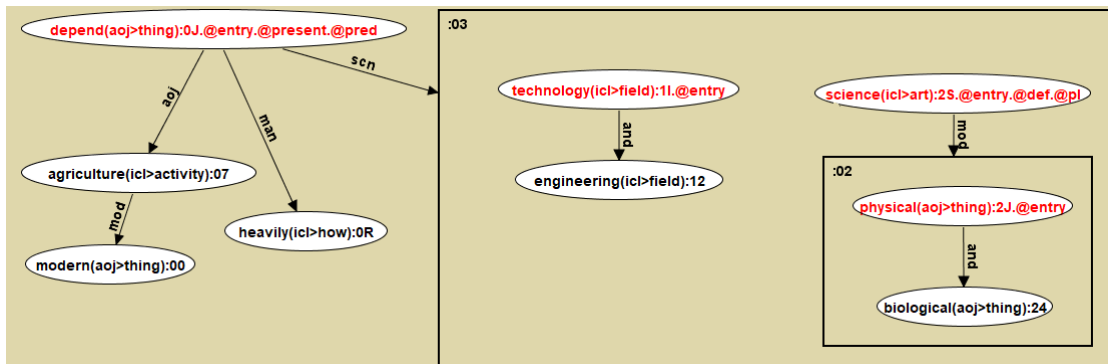 depend(aoj>thing):0J.@entry.@present.@pred
:03
scn
aoj
man
technology(icl>field):1I.@entry
science(icl>art):2S.@entry.@def.@pl
and
mod
agriculture(icl>activity):07
engineering(icl>field):12
:02
mod
physical(aoj>thing):2J.@entry
heavily(icl>how):0R
and
modern(aoj>thing):00
biological(aoj>thing):24